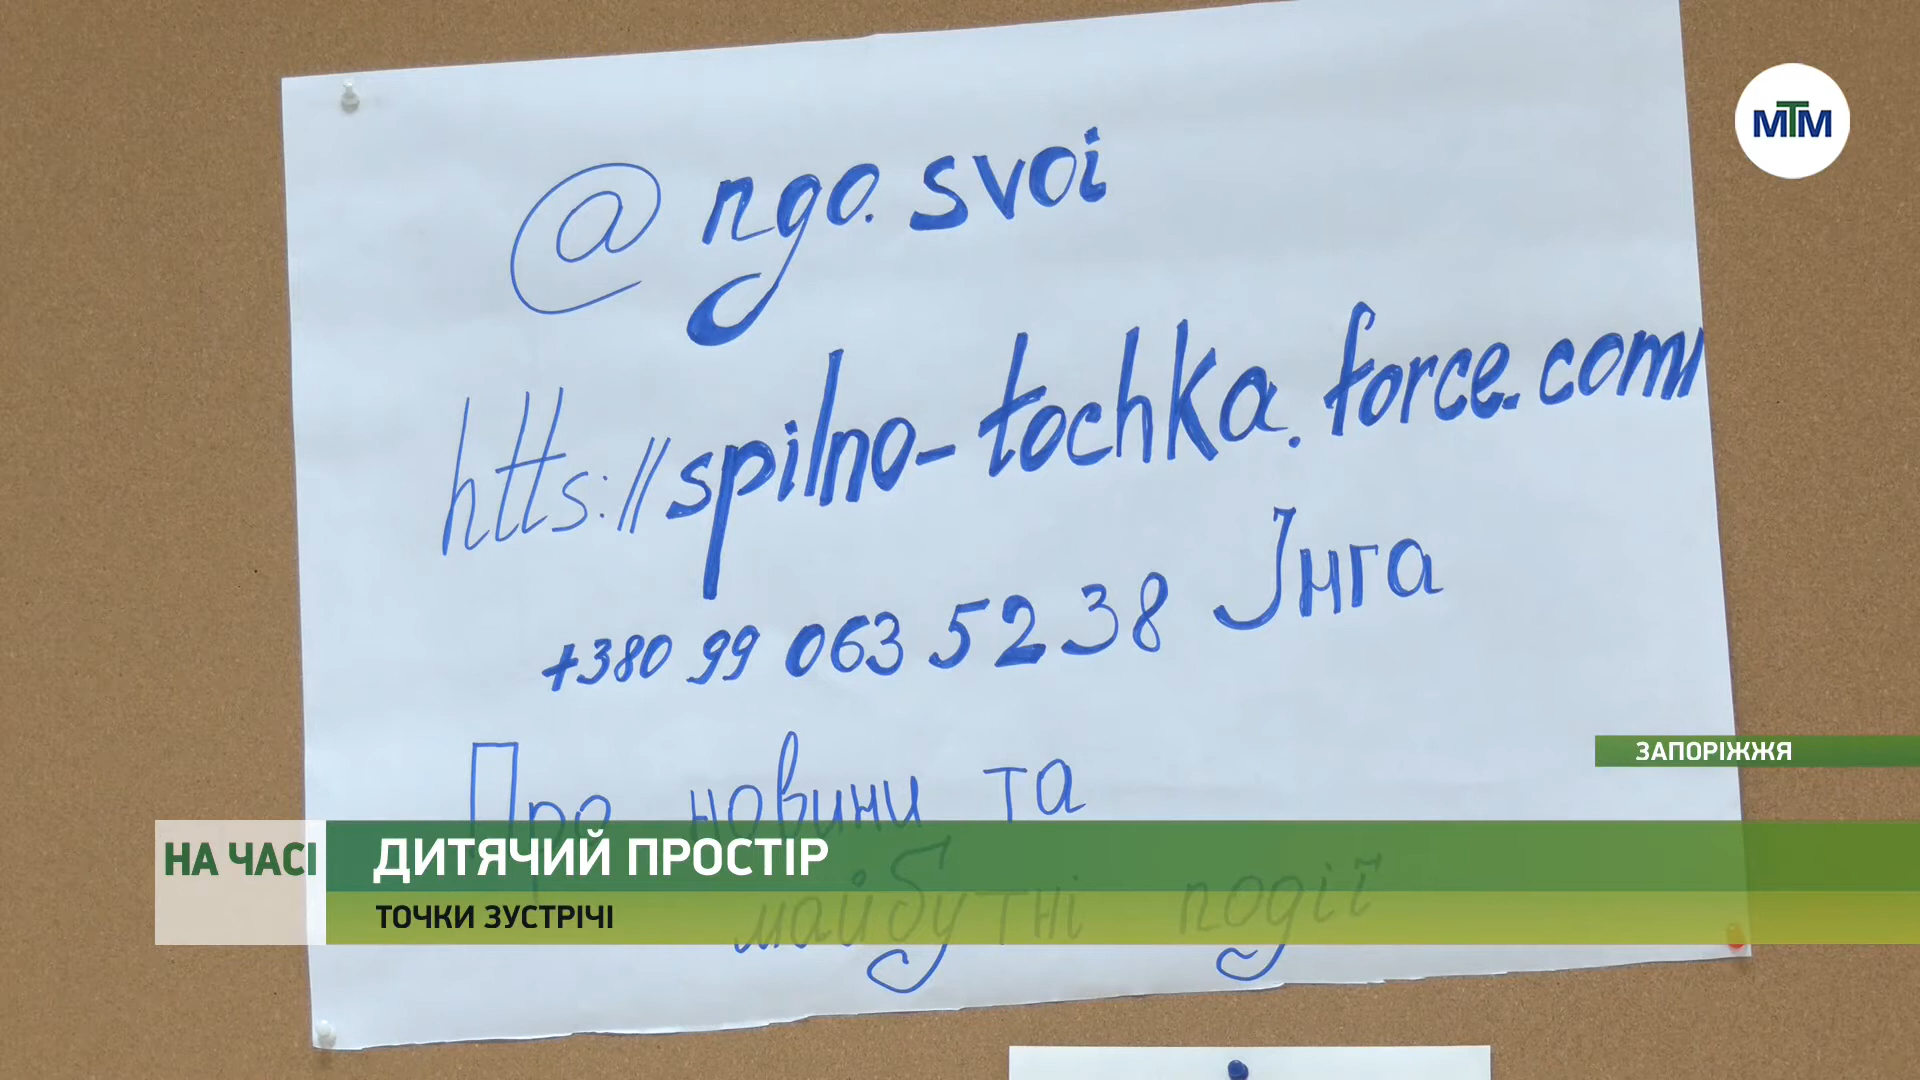 @ngo.svoi
МТМ
htts://spilno-tochka.force.com/
+380 99 063 52 38 Інга
Про новини та
майбутні події
ЗАПОРІЖЖЯ
НА ЧАСІ
ДИТЯЧИЙ ПРОСТІР
ТОЧКИ ЗУСТРІЧІ